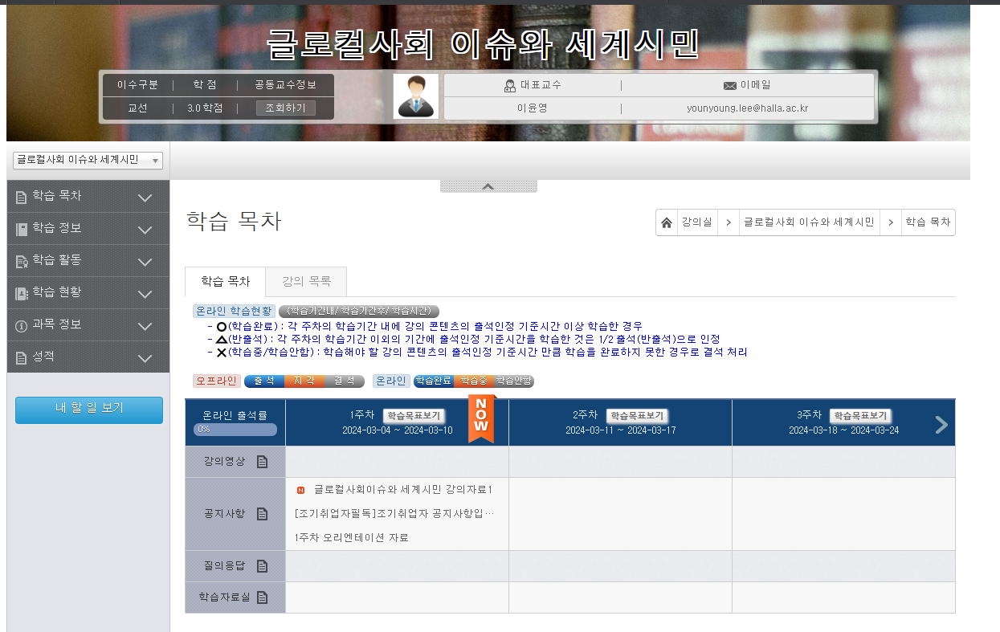 글로컬사회 이슈와 세계시민
이수구분 | 학 점 | 공동교수정보
교선 | 3.0 학점 | 조회하기
대표교수 | 이메일
이윤영 | younyoung.lee@halla.ac.kr
글로컬사회 이슈와 세계시민
학습 목차
학습 정보
학습 활동
학습 현황
과목 정보
성적
내 할 일 보기
학습 목차
강의실 > 글로컬사회 이슈와 세계시민 > 학습 목차
학습 목차 강의 목록
온라인 학습현황 (학습기간내/학습기간후/학습시간)
- O(학습완료) : 각 주차의 학습기간 내에 강의 콘텐츠의 출석인정 기준시간 이상 학습한 경우
- △(반출석) : 각 주차의 학습기간 이외의 기간에 출석인정 기준시간을 학습한 것은 1/2 출석(반출석)으로 인정
- X(학습중/학습안함) : 학습해야 할 강의 콘텐츠의 출석인정 기준시간 만큼 학습을 완료하지 못한 경우로 결석 처리
오프라인 출 석 지 각 결 석 온라인 학습완료 학습중 학습안함
온라인 출석률
0%
1주차 학습목표보기
2024-03-04 ~ 2024-03-10
NOW
2주차 학습목표보기
2024-03-11 ~ 2024-03-17
3주차 학습목표보기
2024-03-18 ~ 2024-03-24
강의영상
공지사항
N 글로컬사회이슈와 세계시민 강의자료1
[조기취업자필독]조기취업자 공지사항입…
1주차 오리엔테이션 자료
질의응답
학습자료실